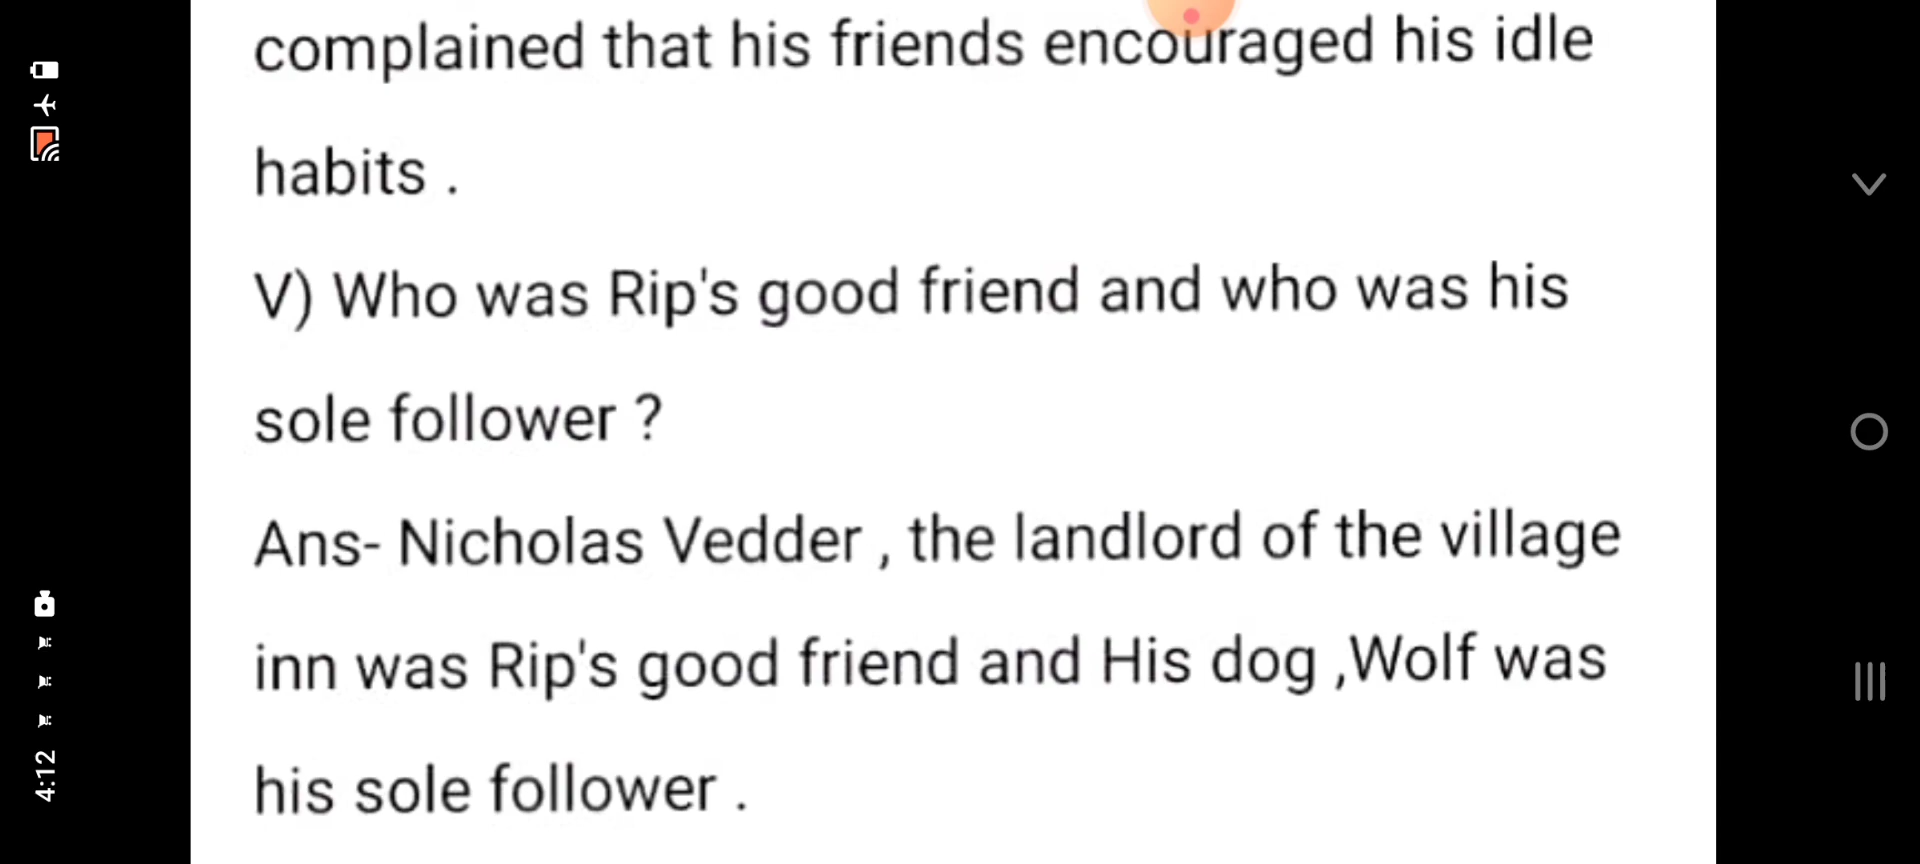 complained that his friends encouraged his idle
habits .
V) Who was Rip's good friend and who was his
sole follower ?
Ans- Nicholas Vedder , the landlord of the village
inn was Rip's good friend and His dog ,Wolf was
his sole follower .
4:12